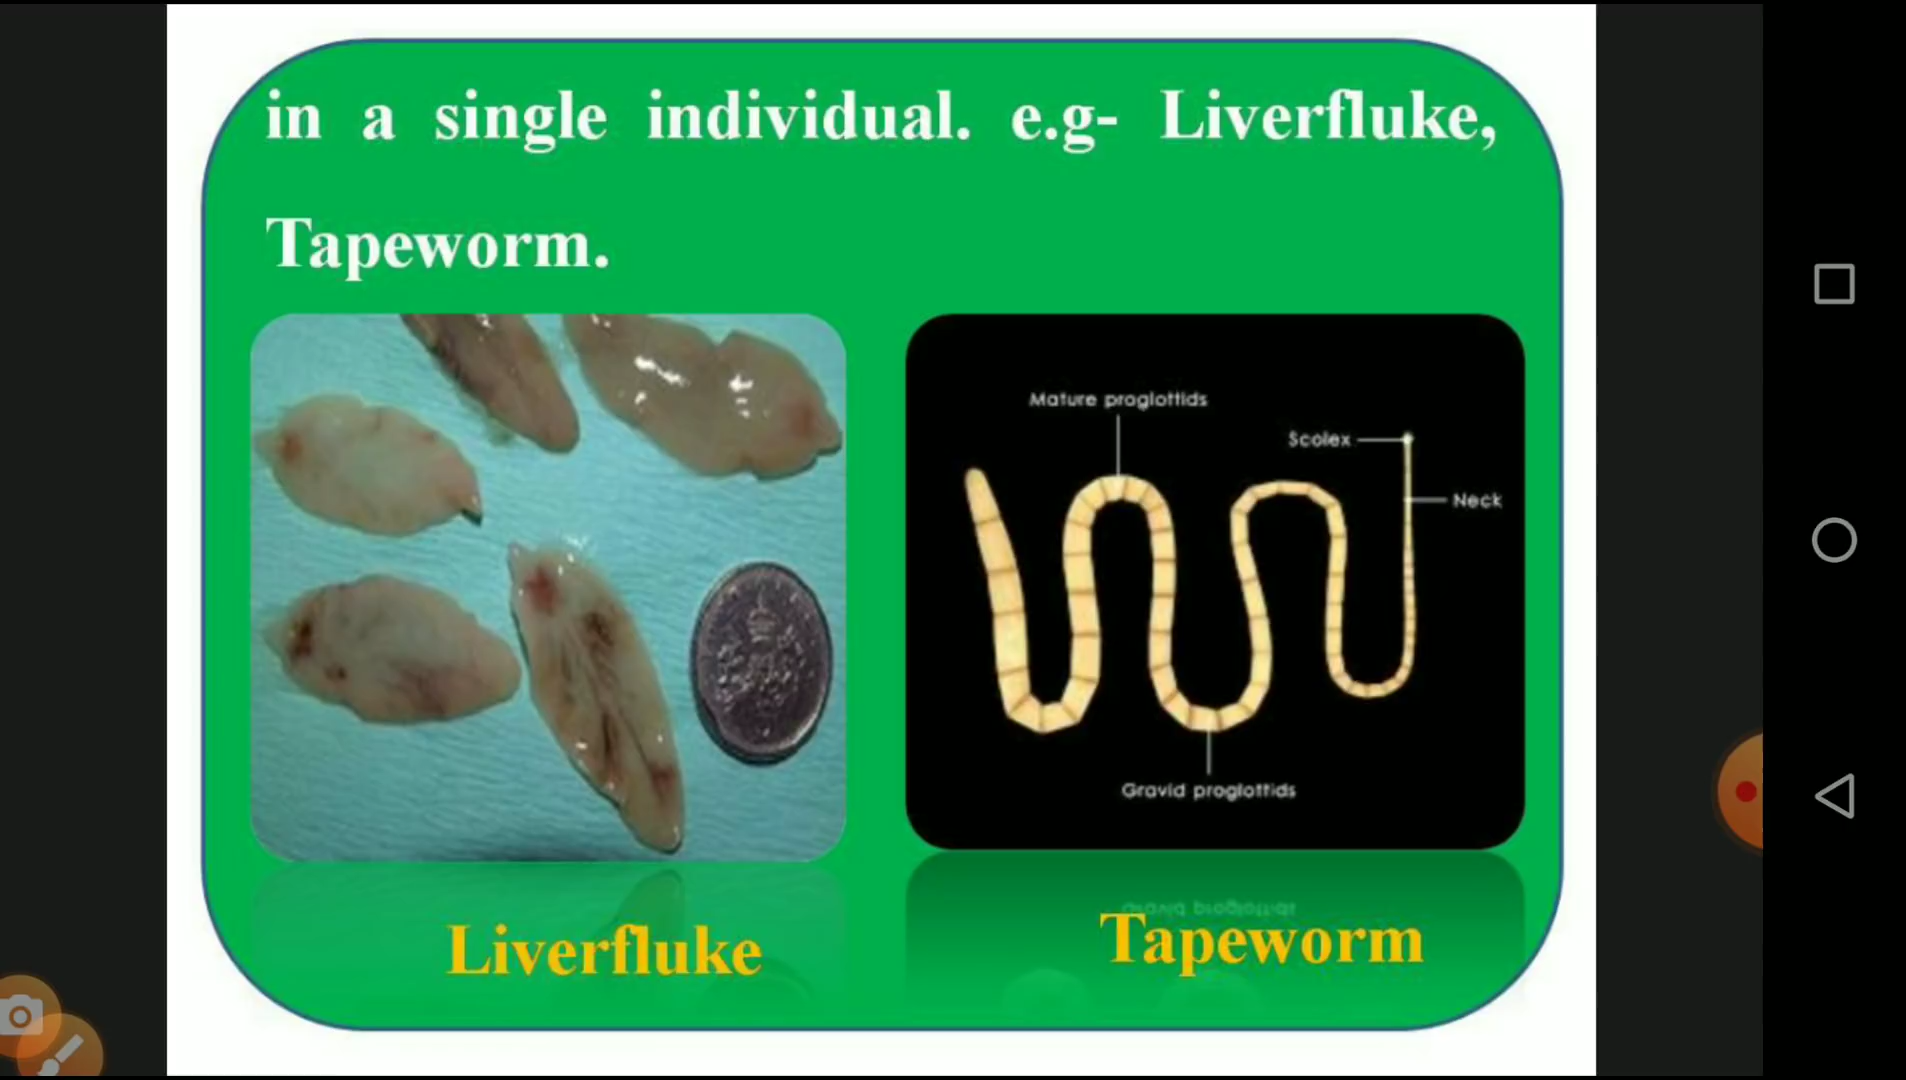 in a single individual. e.g- Liverfluke,
Tapeworm.
Mature proglottids
Scolex
Neck
Gravid proglottids
Liverfluke
Tapeworm